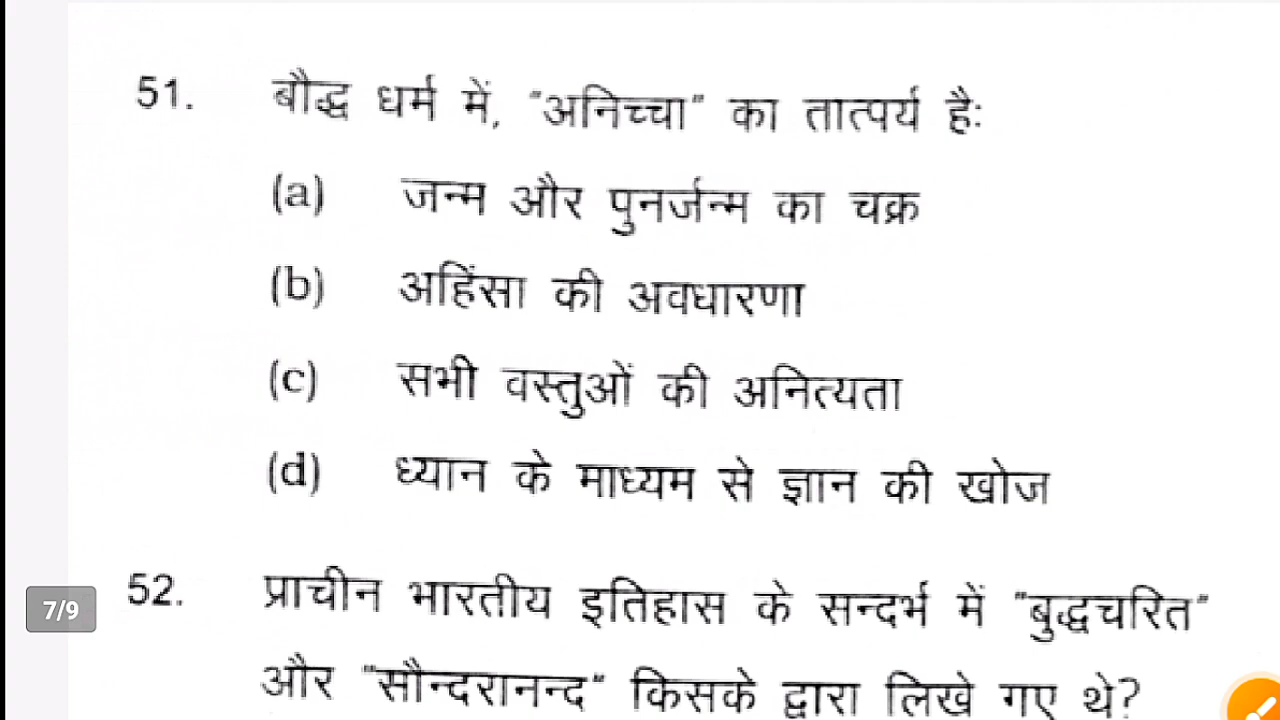 51. बौद्ध धर्म में, "अनिच्चा" का तात्पर्य है:
(a) जन्म और पुनर्जन्म का चक्र
(b) अहिंसा की अवधारणा
(c) सभी वस्तुओं की अनित्यता
(d) ध्यान के माध्यम से ज्ञान की खोज
52. प्राचीन भारतीय इतिहास के सन्दर्भ में "बुद्धचरित"
7/9
और "सौन्दरानन्द" किसके द्वारा लिखे गए थे?